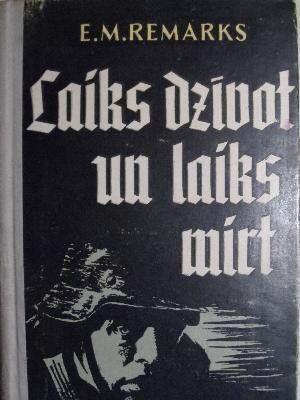 E.M.REMARKS
Laiks dzīvot
un laiks
mirt